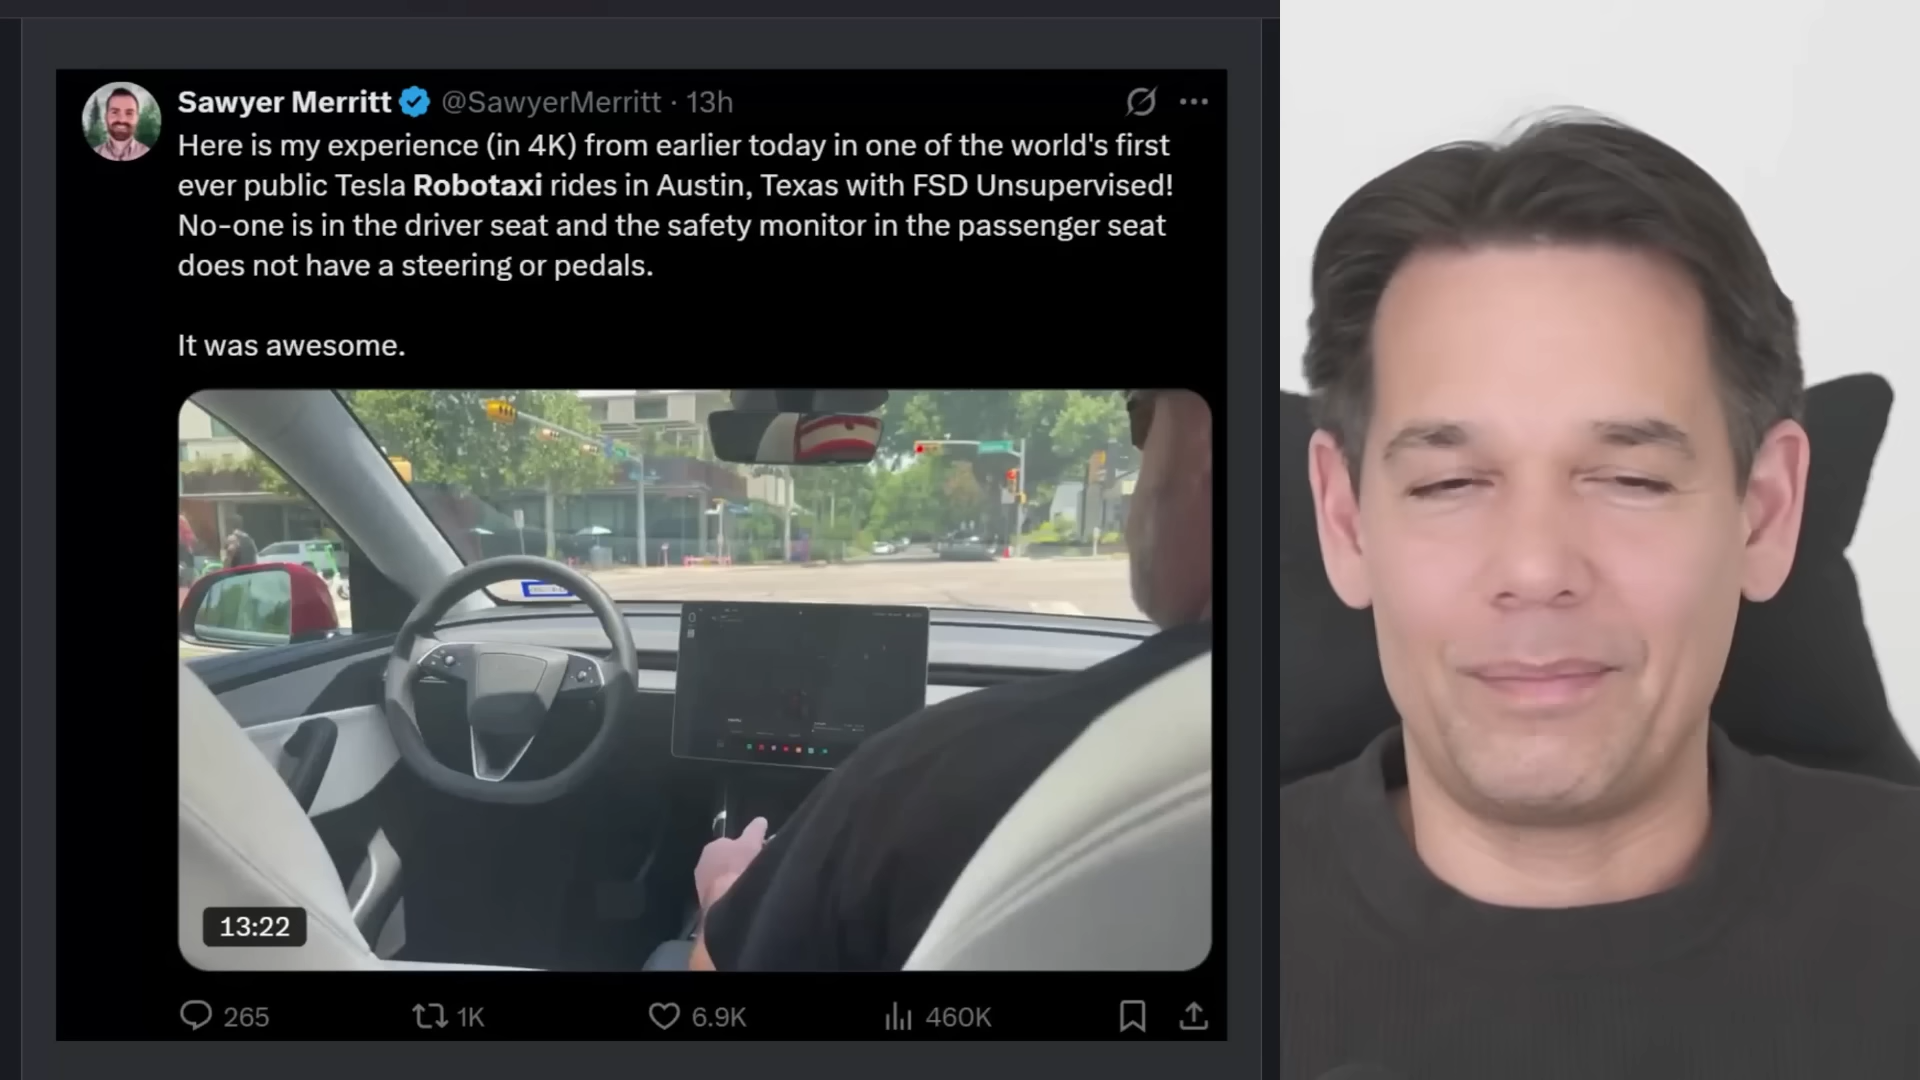 Sawyer Merritt @SawyerMerritt · 13h
Here is my experience (in 4K) from earlier today in one of the world's first
ever public Tesla Robotaxi rides in Austin, Texas with FSD Unsupervised!
No-one is in the driver seat and the safety monitor in the passenger seat
does not have a steering or pedals.
It was awesome.
13:22
265 1K 6.9K 460K